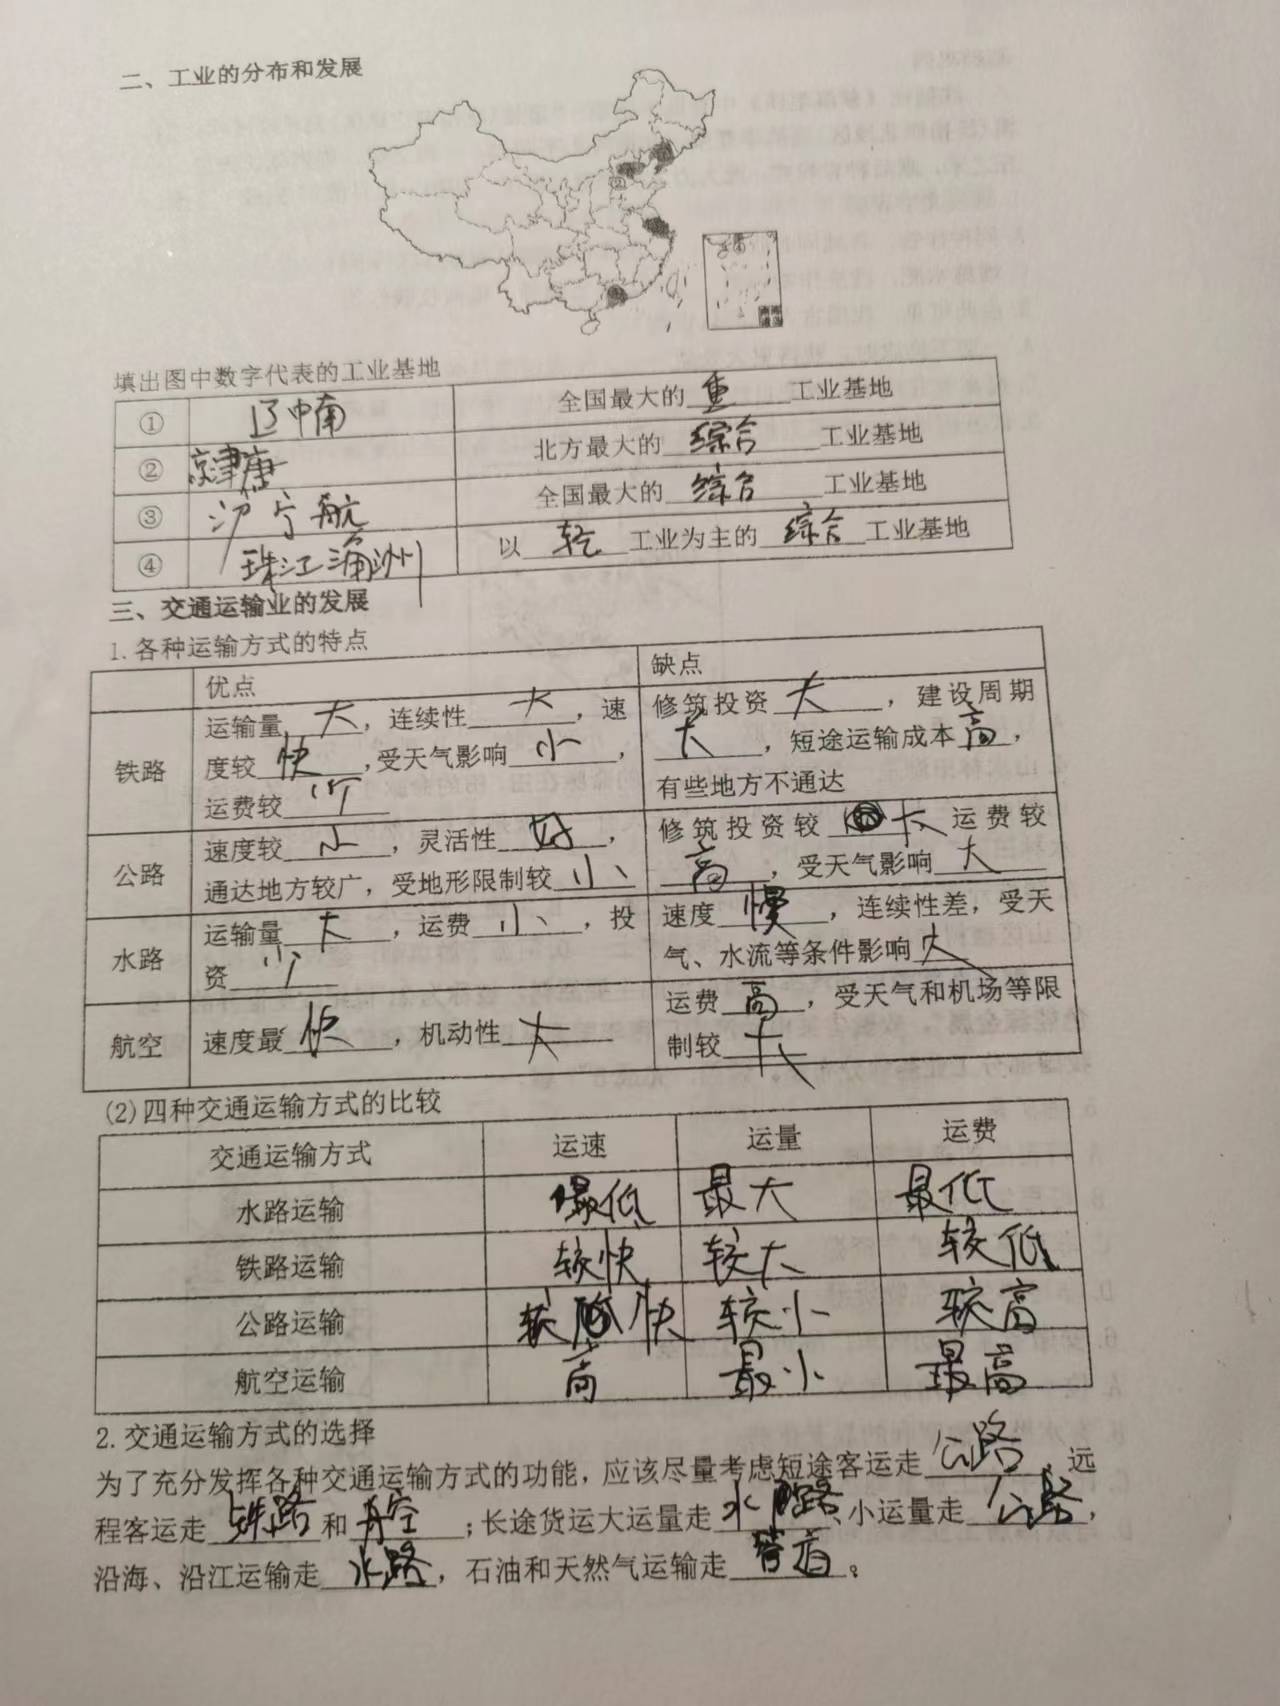 二、工业的分布和发展
填出图中数字代表的工业基地
① 辽中南 全国最大的 重 工业基地
② 京津唐 北方最大的 综合 工业基地
③ 沪宁航 全国最大的 综合 工业基地
④ 珠江三角洲 以 轻 工业为主的 综合 工业基地
三、交通运输业的发展
1.各种运输方式的特点
优点 缺点
铁路
运输量 大,连续性 大,速
度较 快,受天气影响 小,
运费较 小
修筑投资 大,建设周期
大,短途运输成本 高,
有些地方不通达
公路
速度较 小,灵活性 好,
通达地方较广,受地形限制较 小
修筑投资较 大 运费较
高,受天气影响 大
水路
运输量 大,运费 小,投
资 小
速度 慢,连续性差,受天
气、水流等条件影响 大
航空
速度最 快,机动性 大
运费 高,受天气和机场等限
制较 大
(2)四种交通运输方式的比较
交通运输方式 运速 运量 运费
水路运输 最低 最大 最低
铁路运输 较快 较大 较低
公路运输 较快 较小 较高
航空运输 高 最小 最高
2.交通运输方式的选择
为了充分发挥各种交通运输方式的功能,应该尽量考虑短途客运走 公路,远
程客运走 铁路 和 航空;长途货运大运量走 水路、小运量走 公路,
沿海、沿江运输走 水路,石油和天然气运输走 管道。